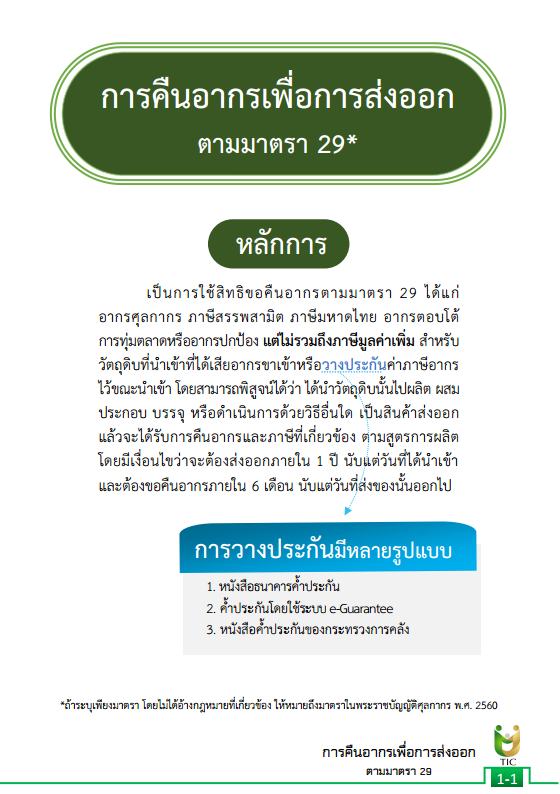 การคืนอากรเพื่อการส่งออก
ตามมาตรา 29*
หลักการ
เป็นการใช้สิทธิขอคืนอากรตามมาตรา 29 ได้แก่
อากรศุลกากร ภาษีสรรพสามิต ภาษีมหาดไทย อากรตอบโต้
การทุ่มตลาดหรืออากรปกป้อง แต่ไม่รวมถึงภาษีมูลค่าเพิ่ม สำหรับ
วัตถุดิบที่นำเข้าที่ได้เสียอากรขาเข้าหรือวางประกันค่าภาษีอากร
ไว้ขณะนำเข้า โดยสามารถพิสูจน์ได้ว่า ได้นำวัตถุดิบนั้นไปผลิต ผสม
ประกอบ บรรจุ หรือดำเนินการด้วยวิธีอื่นใด เป็นสินค้าส่งออก
แล้วจะได้รับการคืนอากรและภาษีที่เกี่ยวข้อง ตามสูตรการผลิต
โดยมีเงื่อนไขว่าจะต้องส่งออกภายใน 1 ปี นับแต่วันที่ได้นำเข้า
และต้องขอคืนอากรภายใน 6 เดือน นับแต่วันที่ส่งของนั้นออกไป
การวางประกันมีหลายรูปแบบ
1. หนังสือธนาคารค้ำประกัน
2. ค้ำประกันโดยใช้ระบบ e-Guarantee
3. หนังสือค้ำประกันของกระทรวงการคลัง
*ถ้าระบุเพียงมาตรา โดยไม่ได้อ้างกฎหมายที่เกี่ยวข้อง ให้หมายถึงมาตราในพระราชบัญญัติศุลกากร พ.ศ. 2560
การคืนอากรเพื่อการส่งออก
ตามมาตรา 29
TIC
1-1